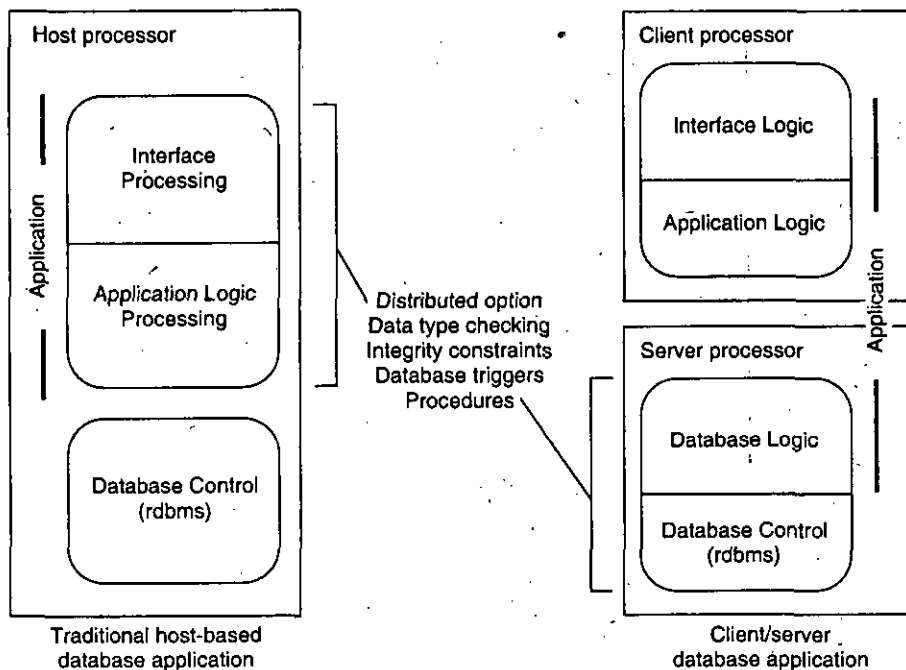 Host processor
Application
Interface
Processing
Application Logic
Processing
Database Control
(rdbms)
Traditional host-based
database application
Distributed option
Data type checking
Integrity constraints
Database triggers
Procedures
Client processor
Interface Logic
Application Logic
Application
Server processor
Database Logic
Database Control
(rdbms)
Client/server
database application